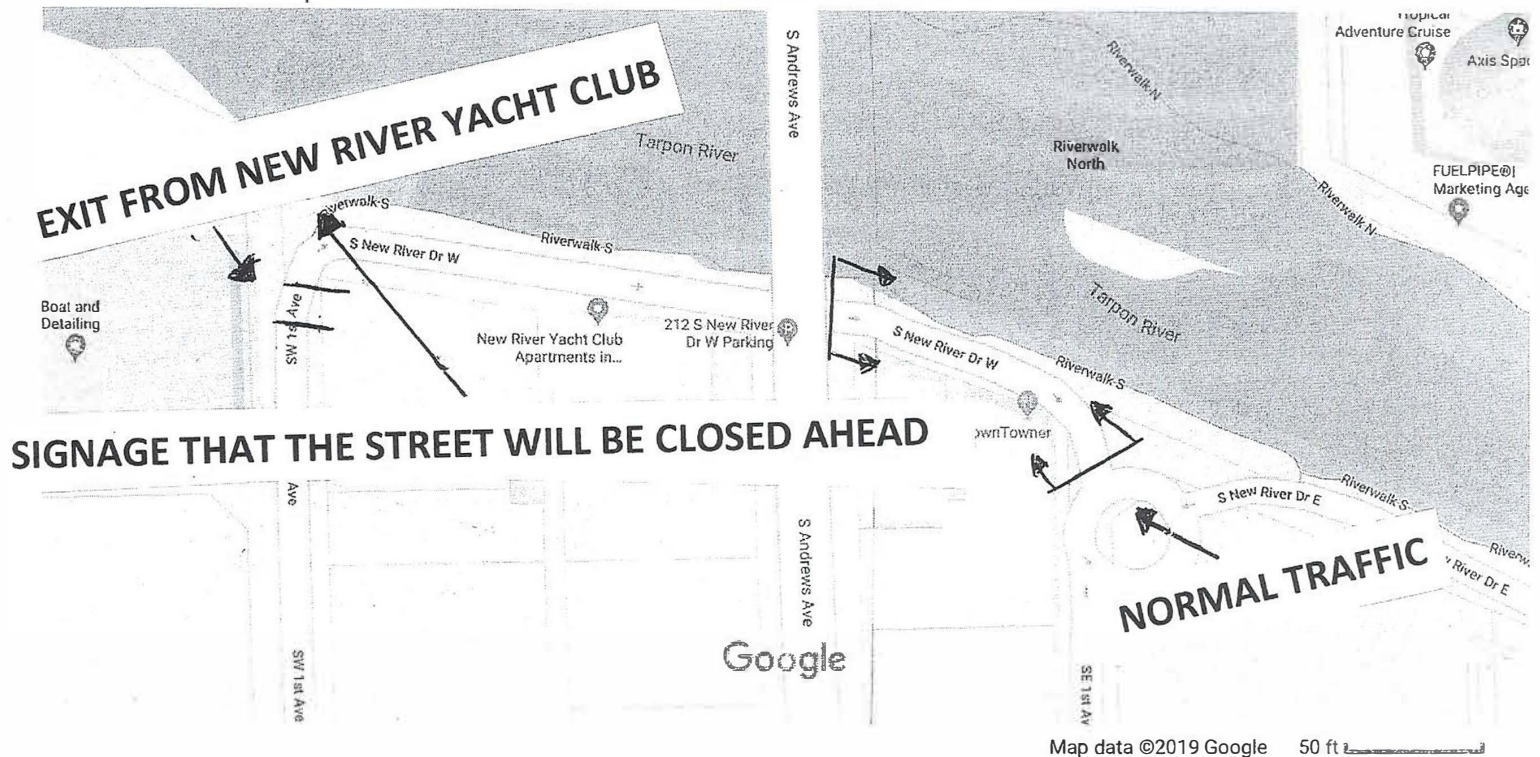 EXIT FROM NEW RIVER YACHT CLUB
S Andrews Ave
Tarpon River
Riverwalk-N
Riverwalk
North
Adventure Cruise
Axis
FUELPIPE®|
Marketing
Riverwalk N
S New River Dr W
Riverwalk-S
Boat and
Detailing
SW 1st Ave
New River Yacht Club
Apartments in...
212 S New River
Dr W Parking
S New River Dr W
Riverwalk-S
Tarpon River
SIGNAGE THAT THE STREET WILL BE CLOSED AHEAD
Ave
S New River Dr E
Riverwalk-S
River Dr E
NORMAL TRAFFIC
S Andrews Ave
SW 1st Ave
Google
SE 1st
Map data ©2019 Google
50 ft